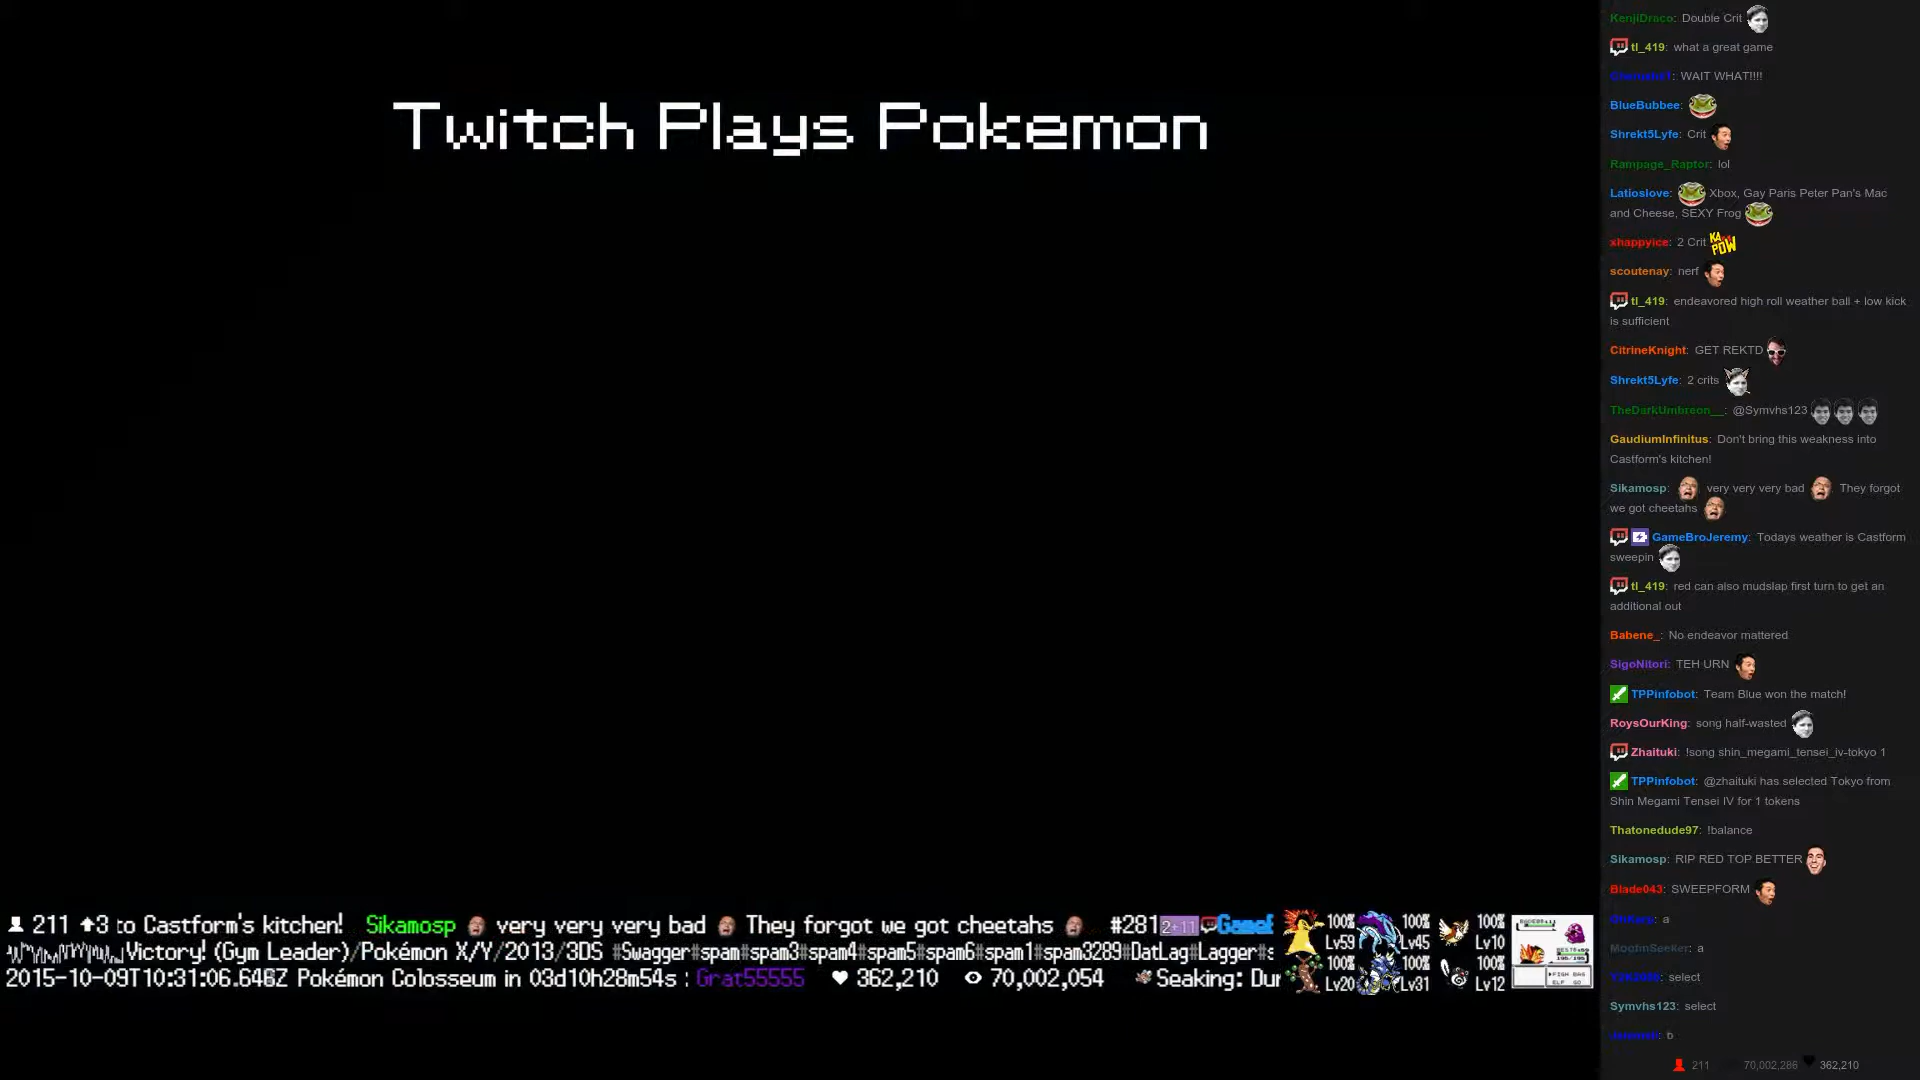 Twitch Plays Pokemon
KenjiDraco: Double Crit
tl_419: what a great game
WAIT WHAT!!!!
BlueBubbee:
Shrekt5Lyfe: Crit
Rampage_Raptor: lol
Latioslove: Xbox, Gay Paris Peter Pan's Mac
and Cheese, SEXY Frog
xhappyice: 2 Crit KA POW
scoutenay: nerf
tl_419: endeavored high roll weather ball + low kick
is sufficient
CitrineKnight: GET REKTD
Shrekt5Lyfe: 2 crits
TheDarkUmbreon__: @Symvhs123
GaudiumInfinitus: Don't bring this weakness into
Castform's kitchen!
Sikamosp: very very very bad They forgot
we got cheetahs
GameBroJeremy: Todays weather is Castform
sweepin
tl_419: red can also mudslap first turn to get an
additional out
Babene_: No endeavor mattered
SigoNitori: TEH URN
TPPinfobot: Team Blue won the match!
RoysOurKing: song half-wasted
Zhaituki: !song shin_megami_tensei_iv-tokyo 1
TPPinfobot: @zhaituki has selected Tokyo from
Shin Megami Tensei IV for 1 tokens
Thatonedude97: !balance
Sikamosp: RIP RED TOP BETTER
Blade043: SWEEPFORM
a
MogimSeeker: a
select
Symvhs123: select
b
211 70,002,286 362,210
211 3 to Castform's kitchen! Sikamosp very very very bad They forgot we got cheetahs #281 2+11 GameB
Victory! (Gym Leader)/Pokémon X/Y/2013/3DS #Swagger#spam#spam3#spam4#spam5#spam6#spam1#spam3289#DatLag#Lagger#s
2015-10-09T10:31:06.646Z Pokémon Colosseum in 03d10h28m54s : Grat55555 362,210 70,002,054 Seaking: Dur
100% 100% 100%
Lv59 Lv45 Lv10
100% 100% 100%
Lv20 Lv31 Lv12